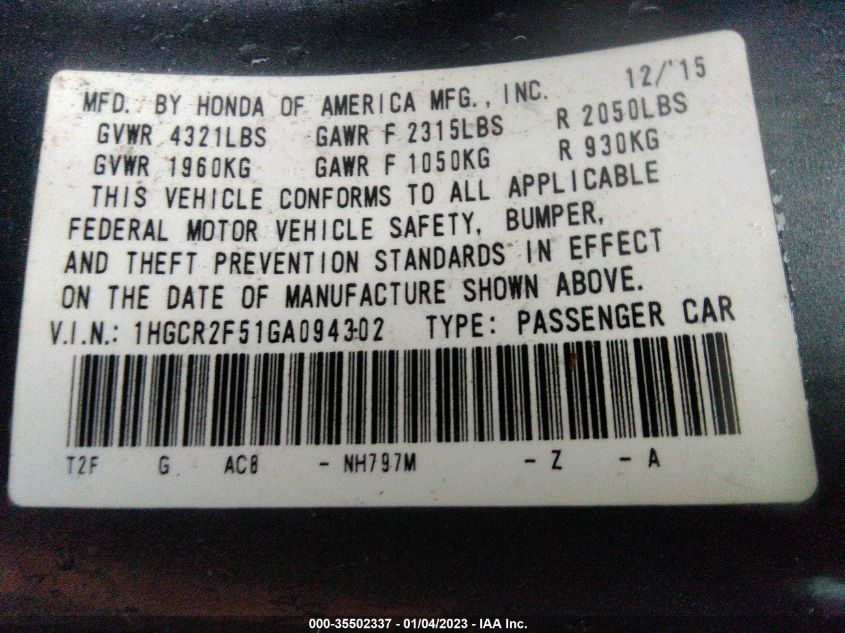 12/'15
MFD. BY HONDA OF AMERICA MFG., INC.
GVWR 4321LBS GAWR F 2315LBS R 2050LBS
GVWR 1960KG GAWR F 1050KG R 930KG
THIS VEHICLE CONFORMS TO ALL APPLICABLE
FEDERAL MOTOR VEHICLE SAFETY, BUMPER,
AND THEFT PREVENTION STANDARDS IN EFFECT
ON THE DATE OF MANUFACTURE SHOWN ABOVE.
V.I.N.: 1HGCR2F51GA094302 TYPE: PASSENGER CAR
T2F G AC8 - NH797M - Z - A
000-35502337 - 01/04/2023 - IAA Inc.